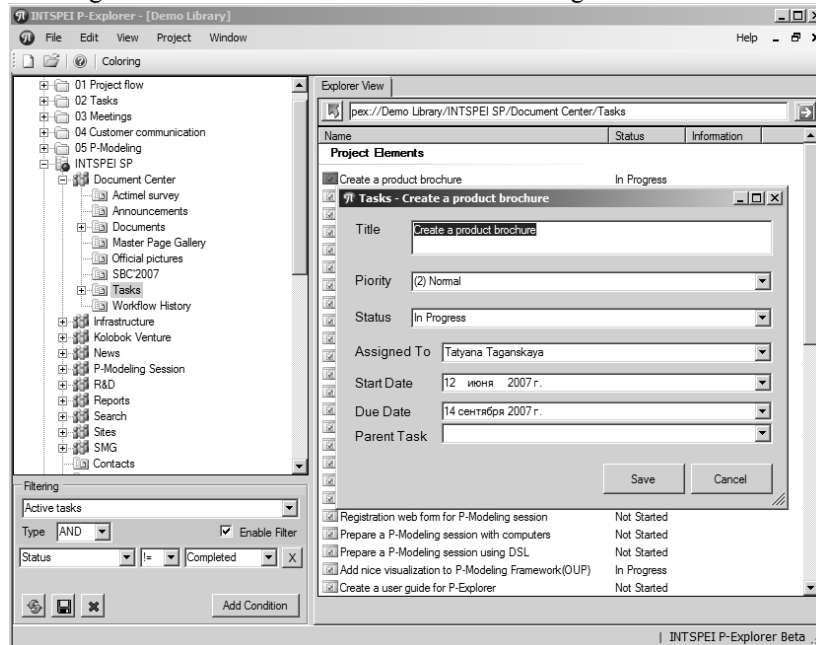 INTSPEI P-Explorer - [Demo Library]
File Edit View Project Window Help
Coloring
01 Project flow
02 Tasks
03 Meetings
04 Customer communication
05 P-Modeling
INTSPEI SP
Document Center
Actimel survey
Announcements
Documents
Master Page Gallery
Official pictures
SBC'2007
Tasks
Workflow History
Infrastructure
Kolobok Venture
News
P-Modeling Session
R&D
Reports
Search
Sites
SMG
Contacts
Filtering
Active tasks
Type AND Enable Filter
Status != Completed X
Add Condition
Explorer View
pex://Demo Library/INTSPEI SP/Document Center/Tasks
Name Status Information
Project Elements
Create a product brochure In Progress
Tasks - Create a product brochure
Title Create a product brochure
Piority (2) Normal
Status In Progress
Assigned To Tatyana Taganskaya
Start Date 12 июня 2007 г.
Due Date 14 сентября 2007 г.
Parent Task
Save Cancel
Registration web form for P-Modeling session Not Started
Prepare a P-Modeling session with computers Not Started
Prepare a P-Modeling session using DSL Not Started
Add nice visualization to P-Modeling Framework(OUP) In Progress
Create a user guide for P-Explorer Not Started
INTSPEI P-Explorer Beta